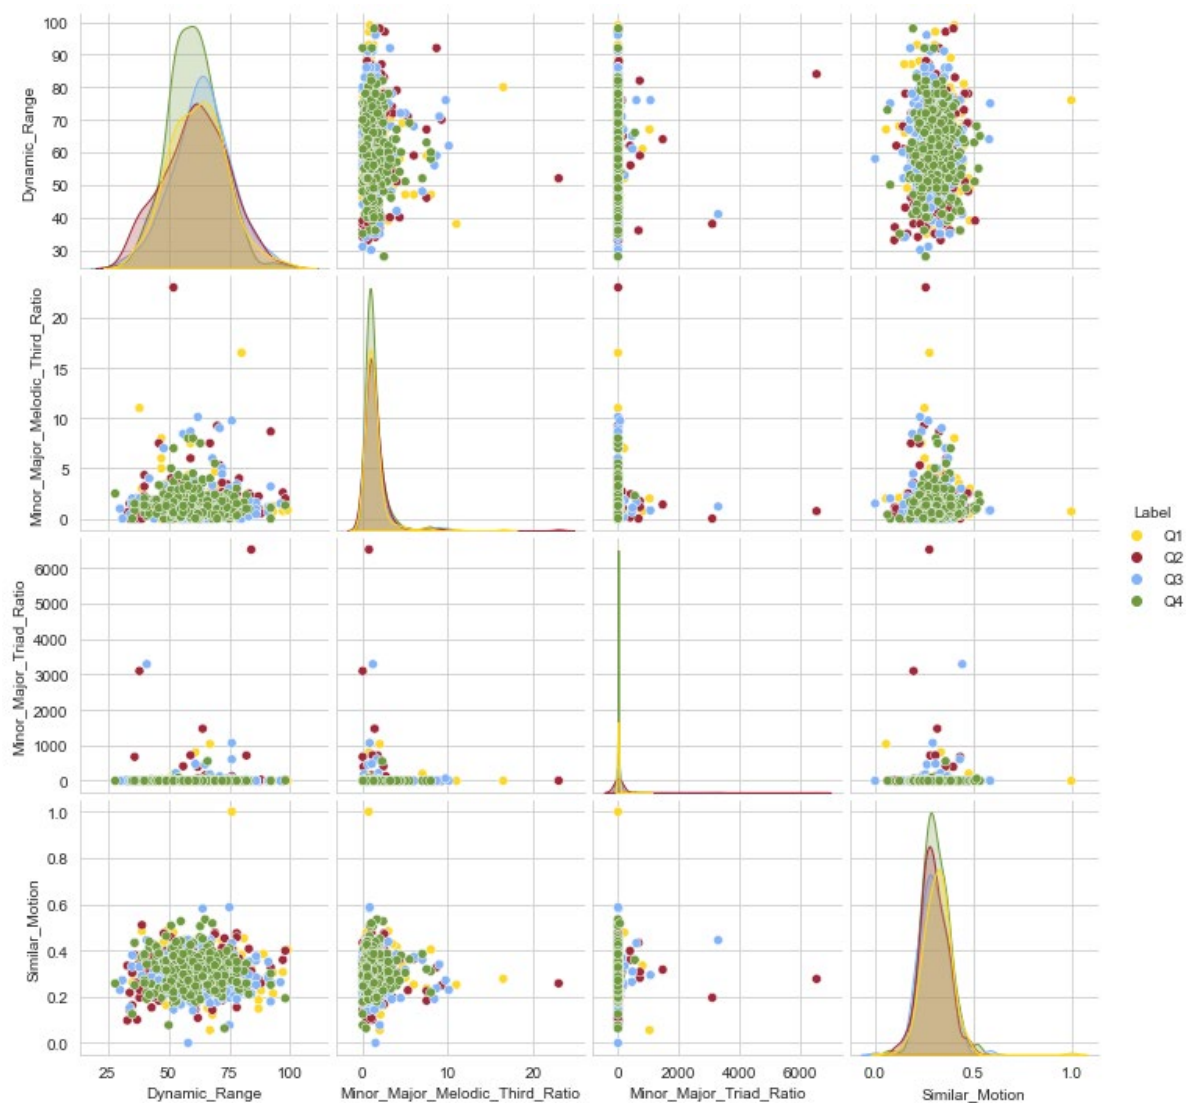 100
90
80
70
60
50
40
30
Dynamic_Range
20
15
10
5
0
Minor_Major_Melodic_Third_Ratio
6000
5000
4000
3000
2000
1000
0
Minor_Major_Triad_Ratio
1.0
0.8
0.6
0.4
0.2
0.0
Similar_Motion
25 50 75 100
Dynamic_Range
0 10 20
Minor_Major_Melodic_Third_Ratio
0 2000 4000 6000
Minor_Major_Triad_Ratio
0.0 0.5 1.0
Similar_Motion
Label
Q1
Q2
Q3
Q4